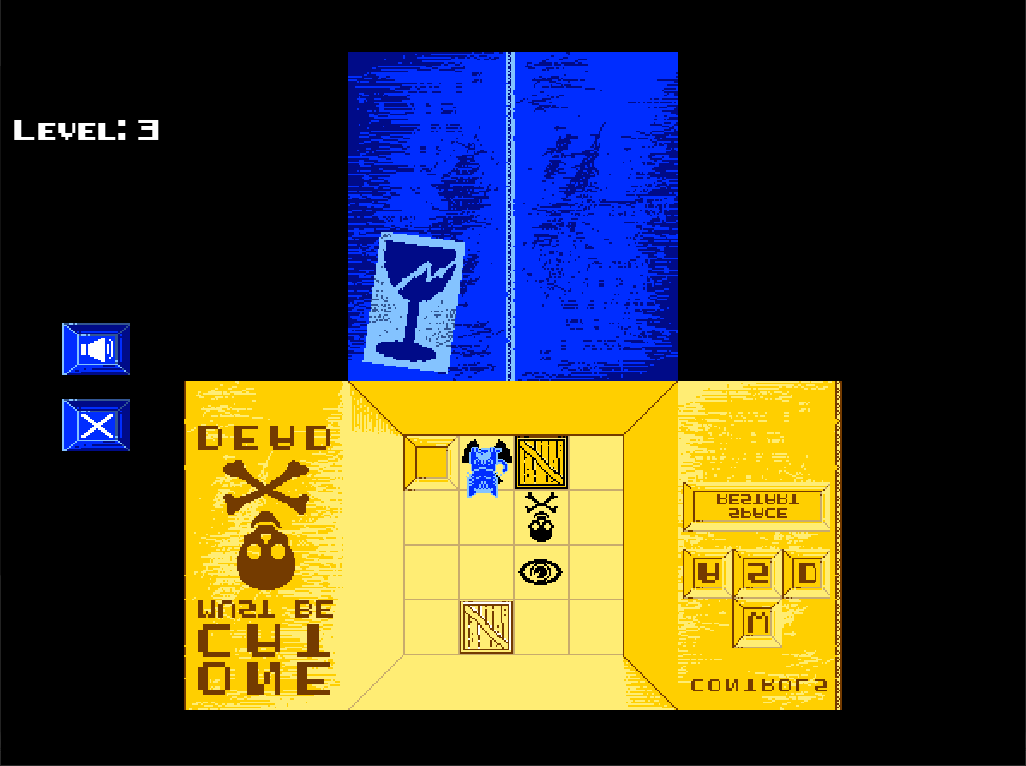 Level: 3
ONE
CAT
MUST BE
DEAD
CONTROLS
W
A S D
SPACE
RESTART